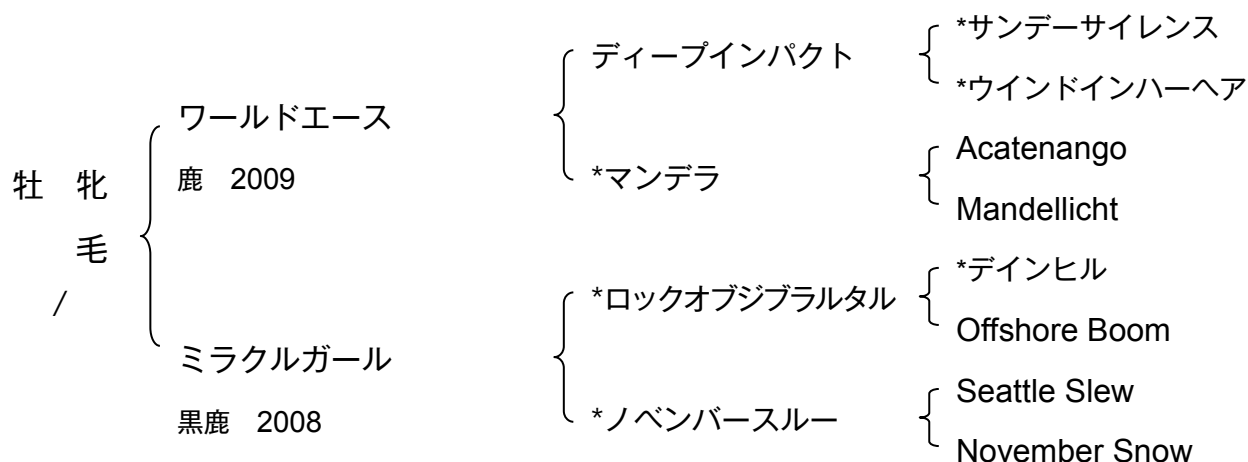 *サンデーサイレンス
ディープインパクト
*ウインドインハーヘア
ワールドエース
Acatenango
牡 牝
鹿 2009
*マンデラ
Mandellicht
毛
*デインヒル
/
*ロックオブジブラルタル
Offshore Boom
ミラクルガール
Seattle Slew
黒鹿 2008
*ノベンバースルー
November Snow